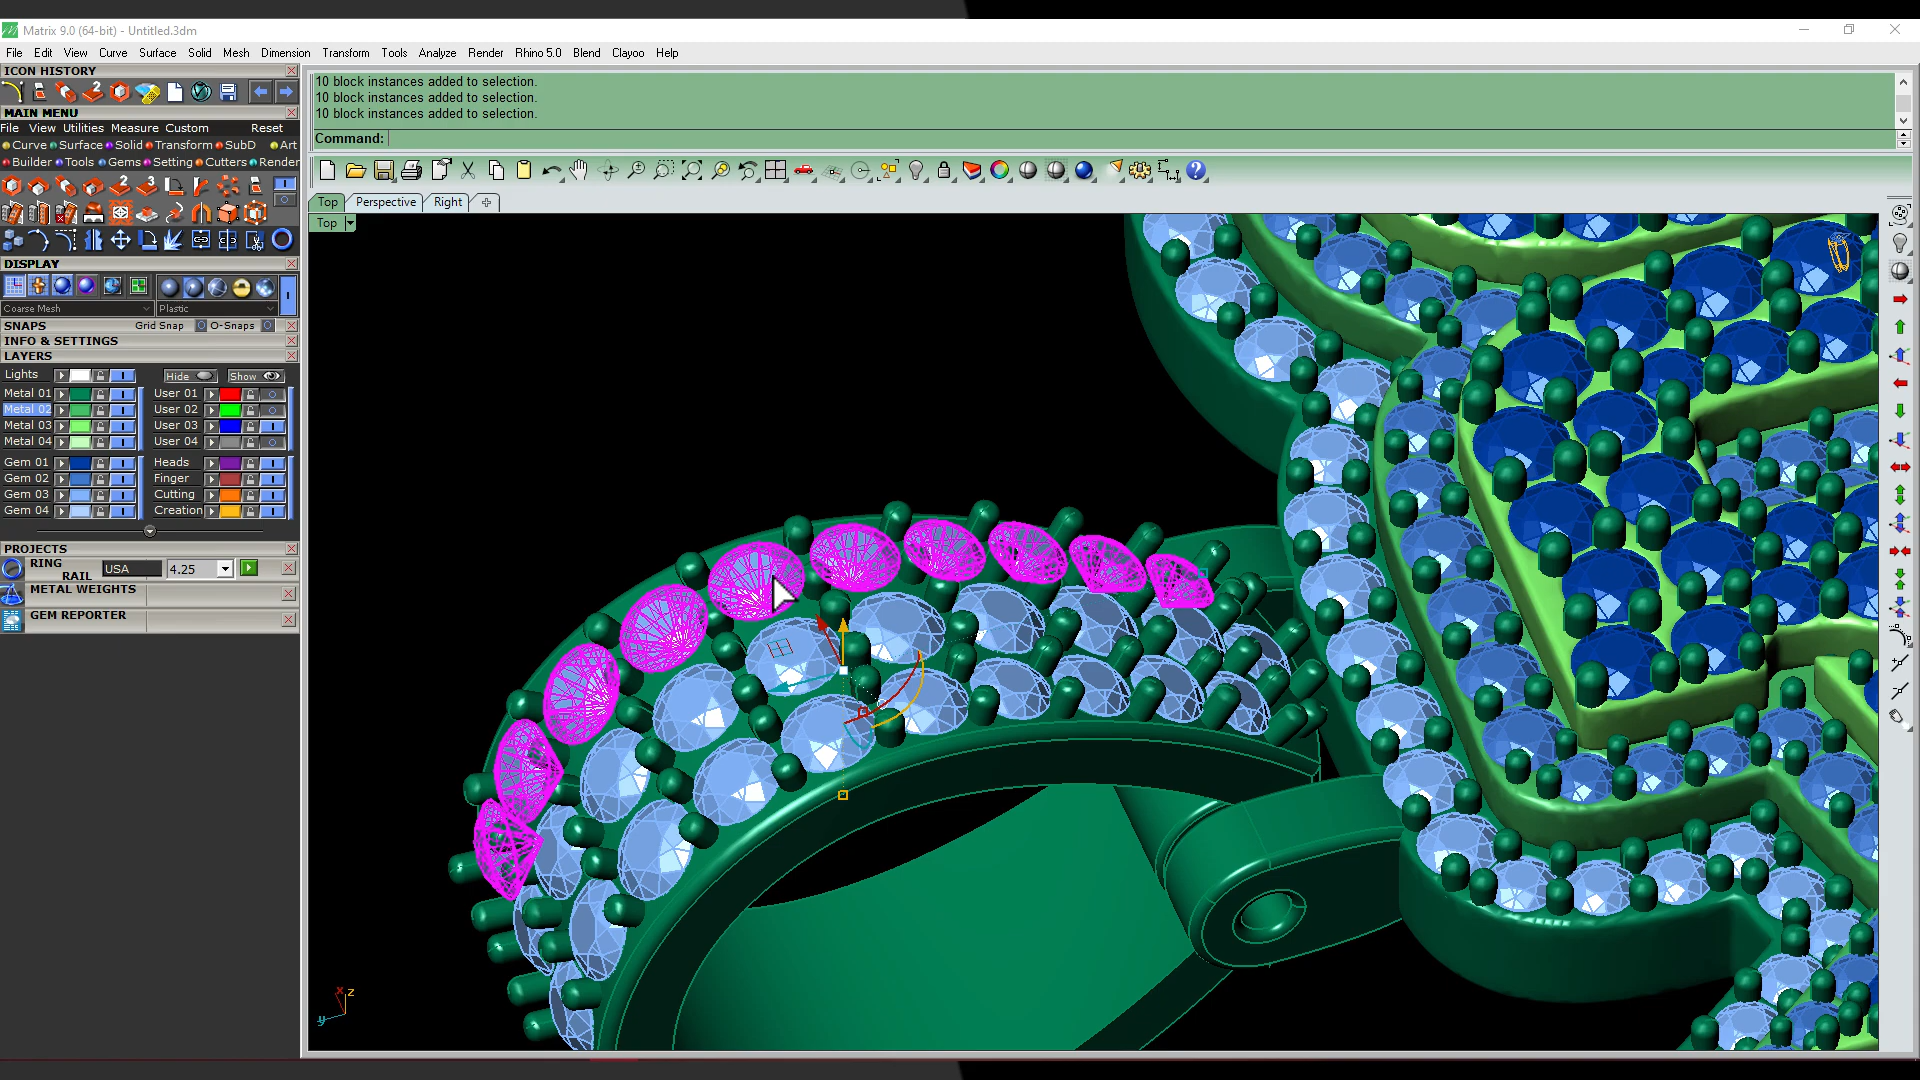 Matrix 9.0 (64-bit) - Untitled.3dm
File Edit View Curve Surface Solid Mesh Dimension Transform Tools Analyze Render Rhino 5.0 Blend Clayoo Help
ICON HISTORY
10 block instances added to selection.
10 block instances added to selection.
10 block instances added to selection.
Command:
MAIN MENU
File View Utilities Measure Custom Reset
Curve Surface Solid Transform SubD Art
Builder Tools Gems Setting Cutters Render
Top Perspective Right
Top
DISPLAY
Coarse Mesh Plastic
SNAPS Grid Snap O-Snaps
INFO & SETTINGS
LAYERS
Lights Hide Show
Metal 01 User 01
Metal 02 User 02
Metal 03 User 03
Metal 04 User 04
Gem 01 Heads
Gem 02 Finger
Gem 03 Cutting
Gem 04 Creation
PROJECTS
RING RAIL USA 4.25
METAL WEIGHTS
GEM REPORTER
x z
y